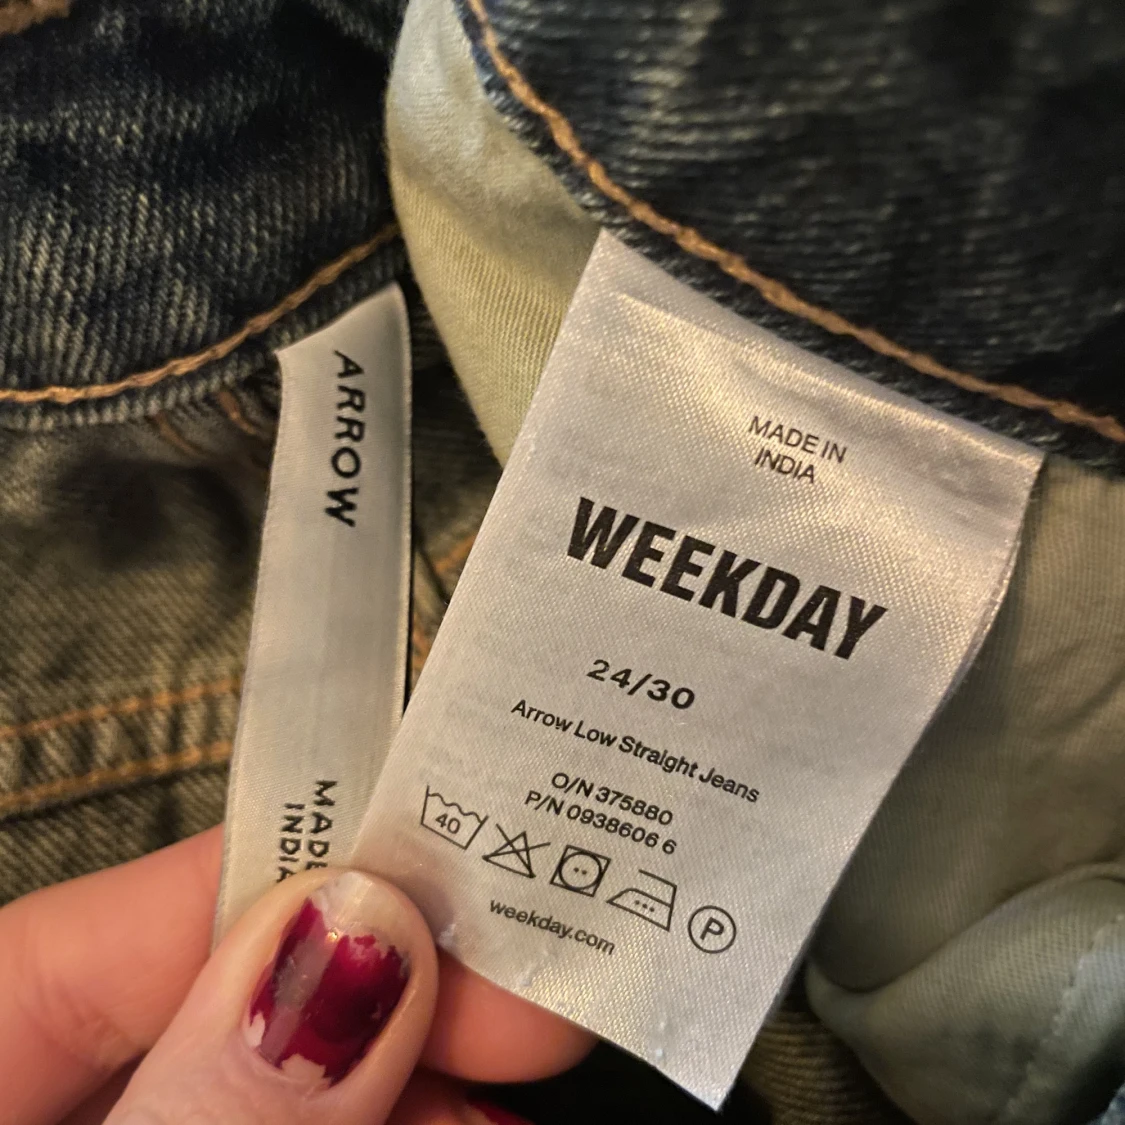 ARROW
MADE
INDIA
MADE IN
INDIA
WEEKDAY
24/30
Arrow Low Straight Jeans
O/N 375880
P/N 0938606 6
40
P
weekday.com